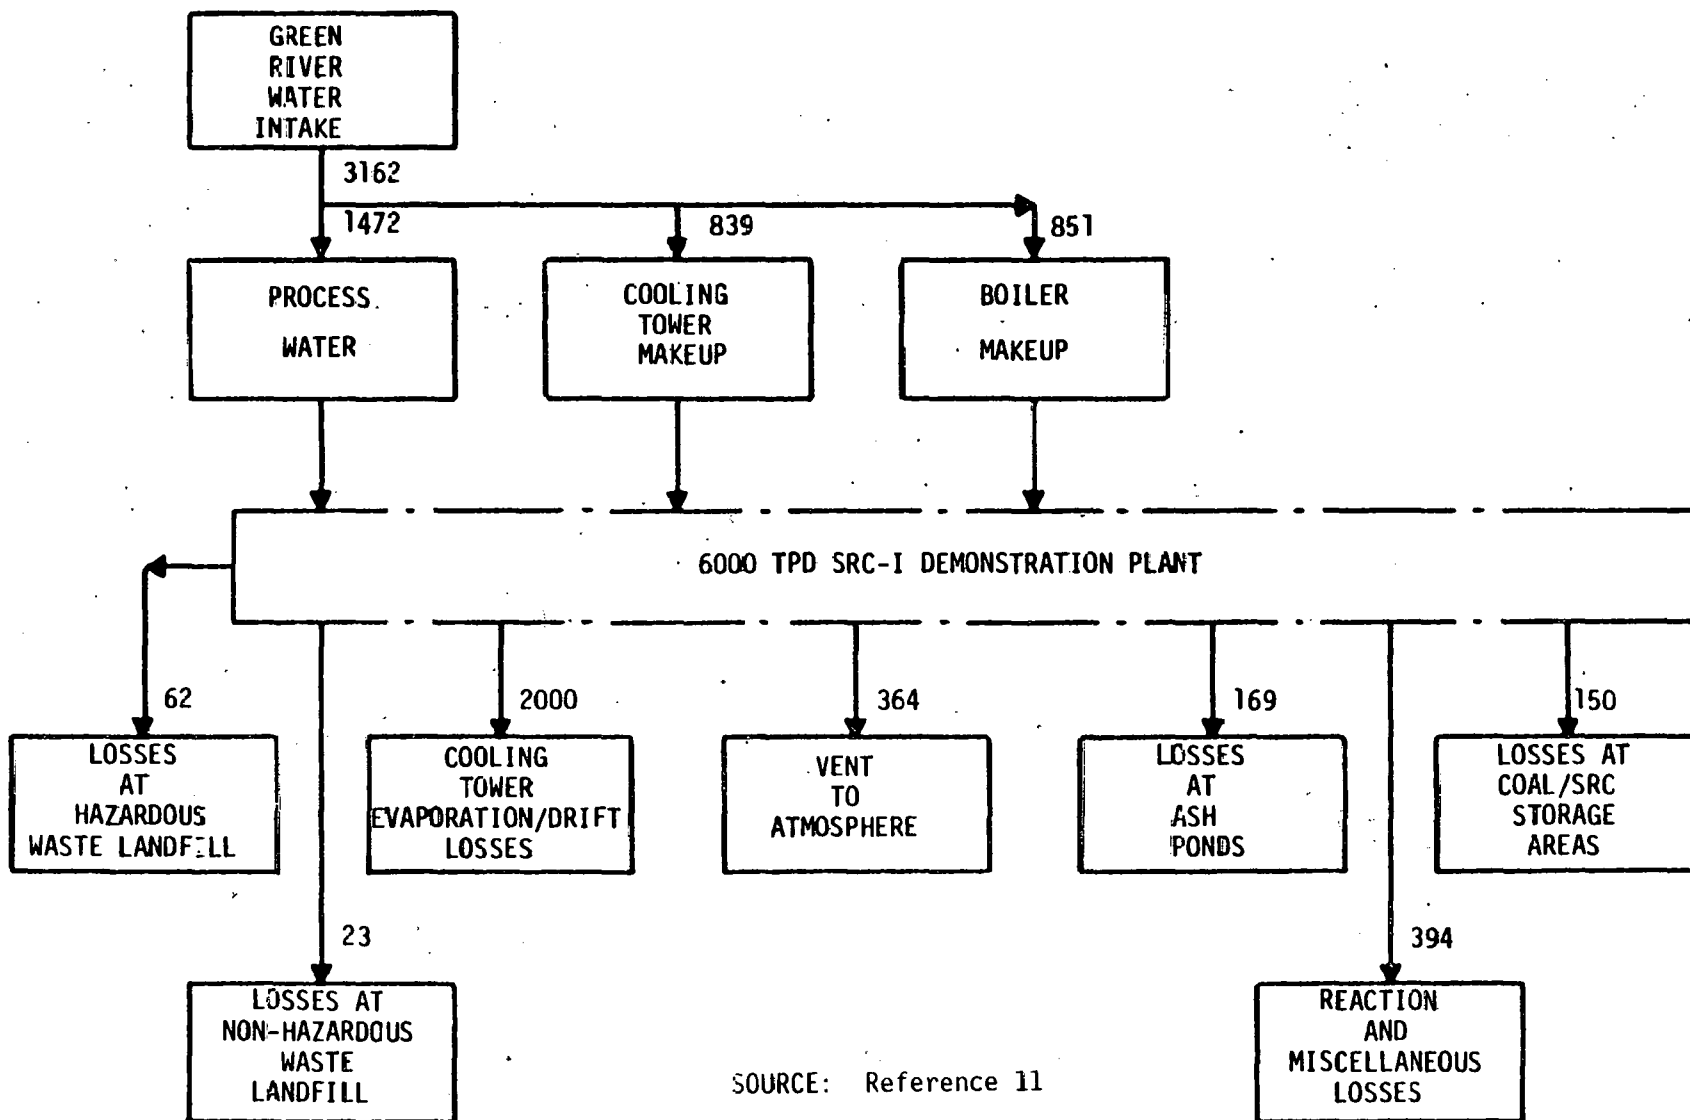 GREEN
RIVER
WATER
INTAKE
3162
1472
839
851
PROCESS
WATER
COOLING
TOWER
MAKEUP
BOILER
MAKEUP
6000 TPD SRC-I DEMONSTRATION PLANT
62
2000
364
169
150
LOSSES
AT
HAZARDOUS
WASTE LANDFILL
COOLING
TOWER
EVAPORATION/DRIFT
LOSSES
VENT
TO
ATMOSPHERE
LOSSES
AT
ASH
PONDS
LOSSES AT
COAL/SRC
STORAGE
AREAS
23
394
LOSSES AT
NON-HAZARDOUS
WASTE
LANDFILL
REACTION
AND
MISCELLANEOUS
LOSSES
SOURCE: Reference 11